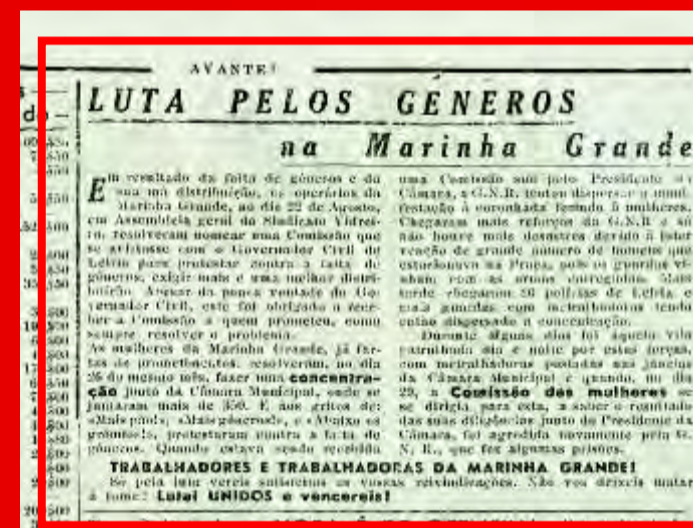 AVANTE!
LUTA PELOS GÉNEROS
na Marinha Grande
Em resultado da falta de géneros e da
sua má distribuição, os operários da
Marinha Grande, no dia 22 de Agosto,
em Assembleia geral do Sindicato Vidrei-
ro, resolveram nomear uma Comissão que
se avistasse com o Governador Civil de
Leiria para protestar contra a falta de
géneros, exigir mais e uma melhor distri-
buição. Apesar da pouca vontade do Go-
vernador Civil, este foi obrigado a rece-
ber a Comissão a quem prometeu, como
sempre resolver o problema.
As mulheres da Marinha Grande, já far-
tas de promettimentos, resolveram, no dia
26 do mesmo mês, fazer uma concentra-
ção junto da Câmara Municipal, onde se
juntaram mais de 350. E aos gritos de:
«Mais pão!», «Mais géneros!», e «Abaixo os
grémios!», protestaram contra a falta de
géneros. Quando estava sendo recebida
uma Comissão sua pelo Presidente da
Câmara, a G.N.R. tentou dispersar a mani-
festação à coronhada ferindo 5 mulheres.
Chegaram mais reforços da G.N.R. e só
não houve mais desastres devido à inter-
venção de grande número de homens que
estacionava na Praça, pois os guardas vi-
nham com as armas carregadas. Mais
tarde chegaram 50 polícias de Leiria e
mais guardas com metralhadoras tendo
então dispersado a concentração.
Durante alguns dias foi aquela vila
patrulhada dia e noite por estas forças,
com metralhadoras postadas nas janelas
da Câmara Municipal e quando, no dia
29, a Comissão das mulheres se
se dirigia para esta, a saber o resultado
das suas diligências junto do Presidente da
Câmara, foi agredida novamente pela G.
N. R., que fez algumas prisões.
TRABALHADORES E TRABALHADORAS DA MARINHA GRANDE!
Só pela luta vereis satisfeitas as vossas reivindicações. Não vos deixeis matar
à fome! Lutai UNIDOS e vencereis!